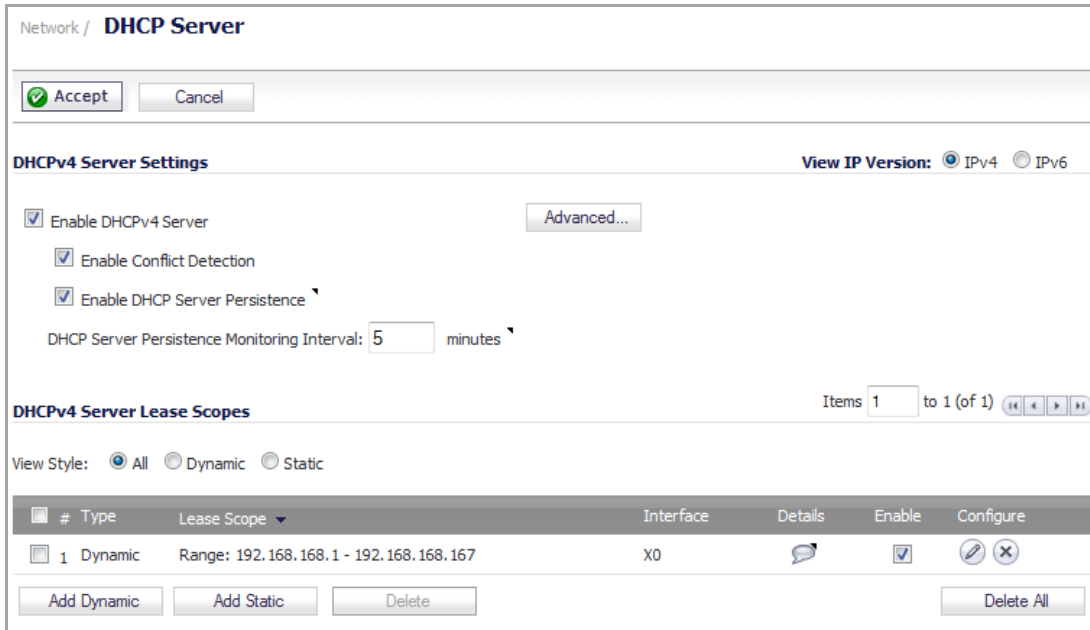 Network / DHCP Server
Accept Cancel
DHCPv4 Server Settings View IP Version: IPv4 IPv6
Enable DHCPv4 Server Advanced...
Enable Conflict Detection
Enable DHCP Server Persistence
DHCP Server Persistence Monitoring Interval: 5 minutes
DHCPv4 Server Lease Scopes Items 1 to 1 (of 1)
View Style: All Dynamic Static
# Type Lease Scope Interface Details Enable Configure
1 Dynamic Range: 192.168.168.1 - 192.168.168.167 X0
Add Dynamic Add Static Delete Delete All